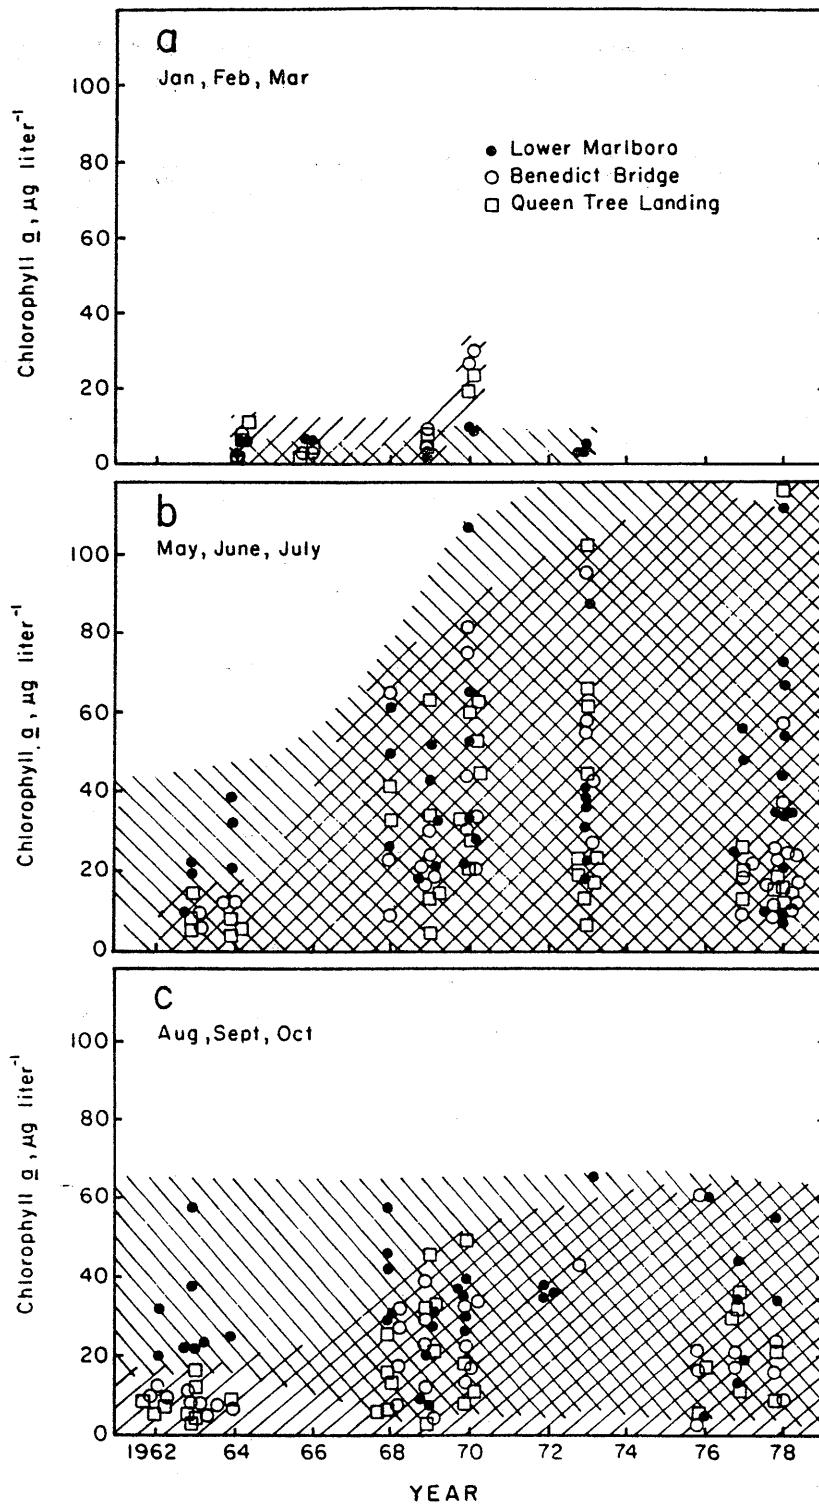 a
Jan, Feb, Mar
Chlorophyll a, µg liter⁻¹
100
80
60
40
20
0
Lower Marlboro
Benedict Bridge
Queen Tree Landing
b
May, June, July
Chlorophyll a, µg liter⁻¹
100
80
60
40
20
0
c
Aug, Sept, Oct
Chlorophyll a, µg liter⁻¹
100
80
60
40
20
0
1962 64 66 68 69 70 72 74 76 78
YEAR